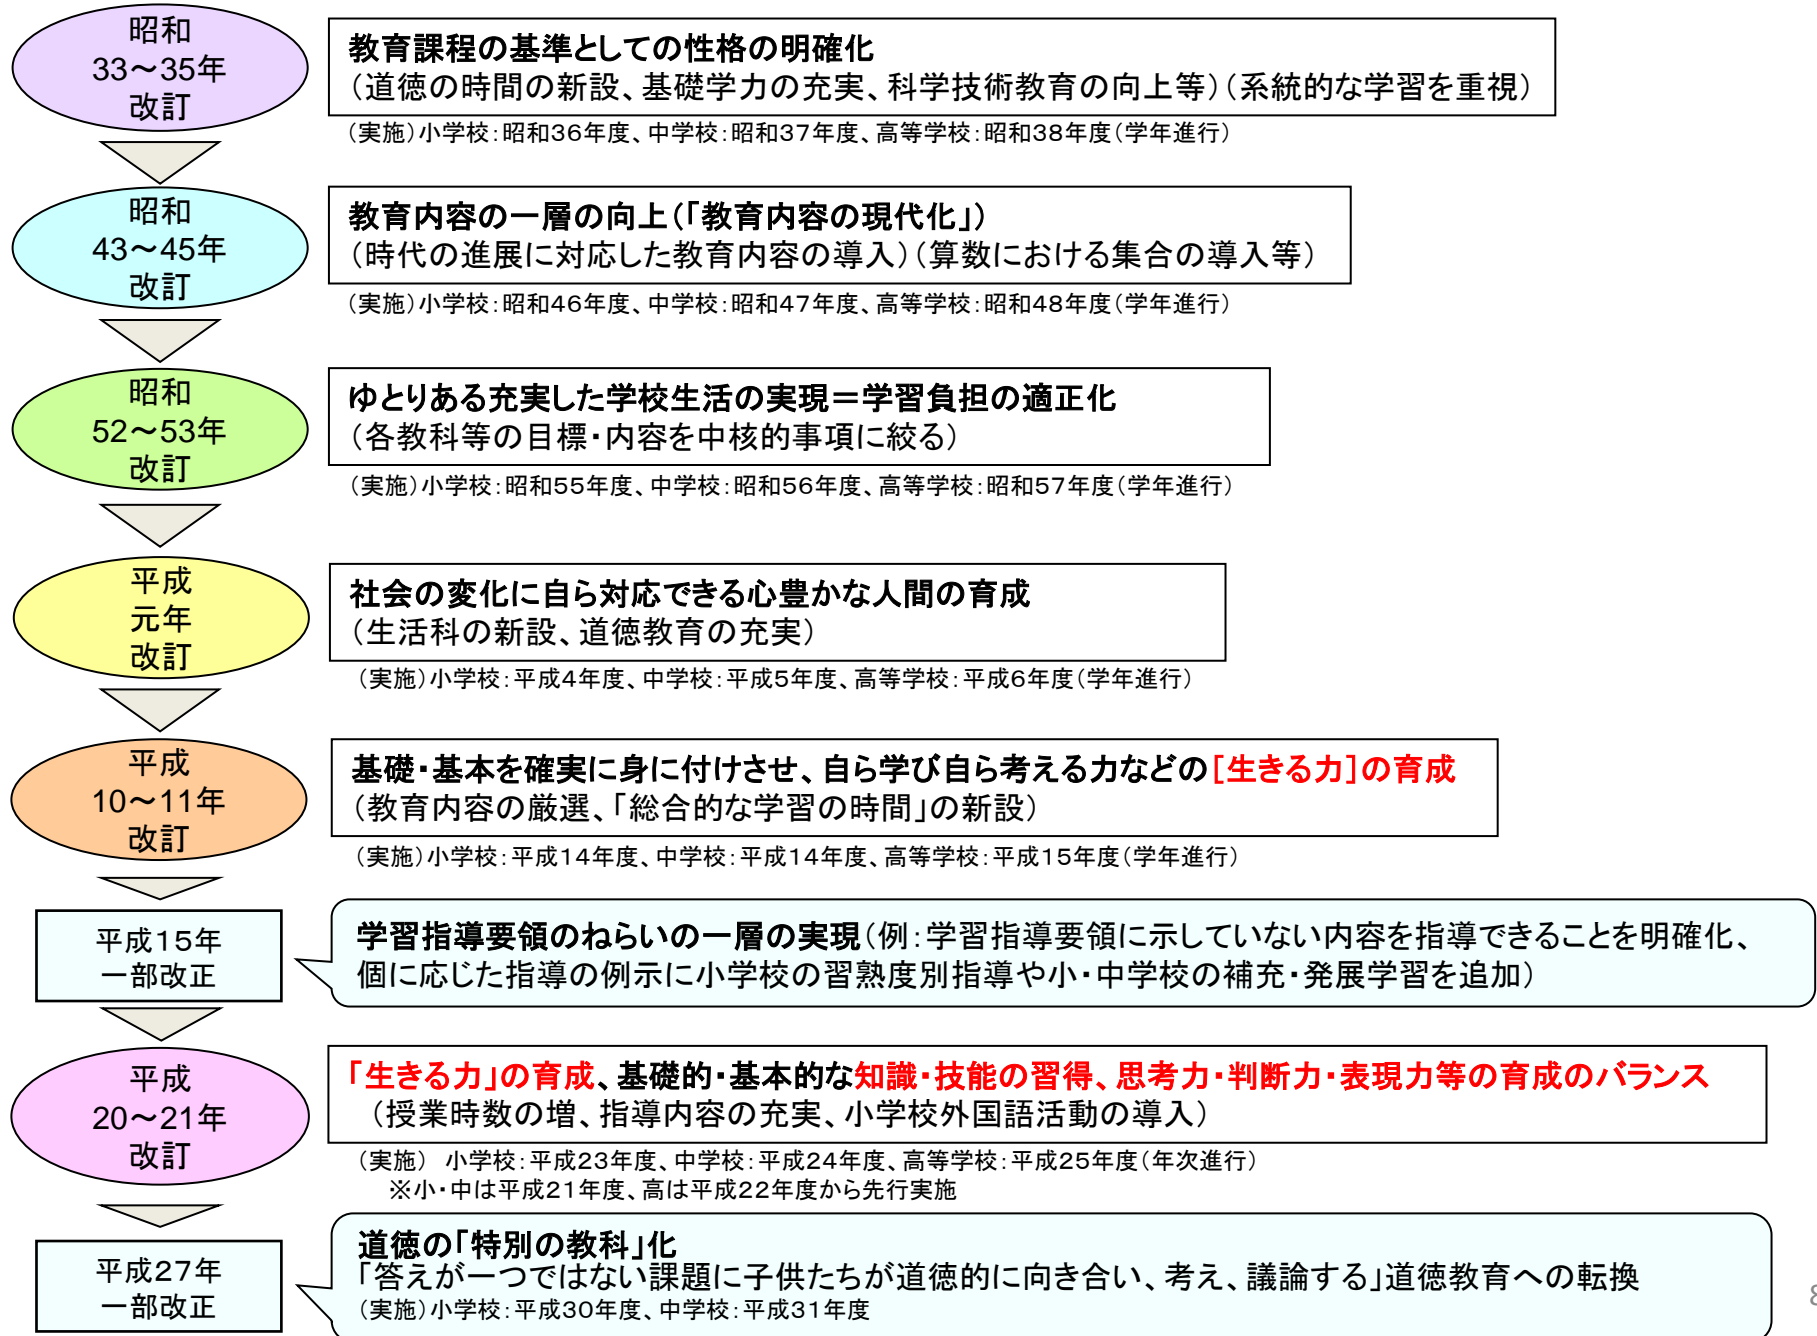 昭和
33～35年
改訂
教育課程の基準としての性格の明確化
（道徳の時間の新設、基礎学力の充実、科学技術教育の向上等）（系統的な学習を重視）
（実施）小学校：昭和36年度、中学校：昭和37年度、高等学校：昭和38年度（学年進行）
昭和
43～45年
改訂
教育内容の一層の向上（「教育内容の現代化」）
（時代の進展に対応した教育内容の導入）（算数における集合の導入等）
（実施）小学校：昭和46年度、中学校：昭和47年度、高等学校：昭和48年度（学年進行）
昭和
52～53年
改訂
ゆとりある充実した学校生活の実現＝学習負担の適正化
（各教科等の目標・内容を中核的事項に絞る）
（実施）小学校：昭和55年度、中学校：昭和56年度、高等学校：昭和57年度（学年進行）
平成
元年
改訂
社会の変化に自ら対応できる心豊かな人間の育成
（生活科の新設、道徳教育の充実）
（実施）小学校：平成4年度、中学校：平成5年度、高等学校：平成6年度（学年進行）
平成
10～11年
改訂
基礎・基本を確実に身に付けさせ、自ら学び自ら考える力などの［生きる力］の育成
（教育内容の厳選、「総合的な学習の時間」の新設）
（実施）小学校：平成14年度、中学校：平成14年度、高等学校：平成15年度（学年進行）
平成15年
一部改正
学習指導要領のねらいの一層の実現（例：学習指導要領に示していない内容を指導できることを明確化、
個に応じた指導の例示に小学校の習熟度別指導や小・中学校の補充・発展学習を追加）
平成
20～21年
改訂
「生きる力」の育成、基礎的・基本的な知識・技能の習得、思考力・判断力・表現力等の育成のバランス
（授業時数の増、指導内容の充実、小学校外国語活動の導入）
（実施） 小学校：平成23年度、中学校：平成24年度、高等学校：平成25年度（年次進行）
※小・中は平成21年度、高は平成22年度から先行実施
平成27年
一部改正
道徳の「特別の教科」化
「答えが一つではない課題に子供たちが道徳的に向き合い、考え、議論する」道徳教育への転換
（実施）小学校：平成30年度、中学校：平成31年度
8